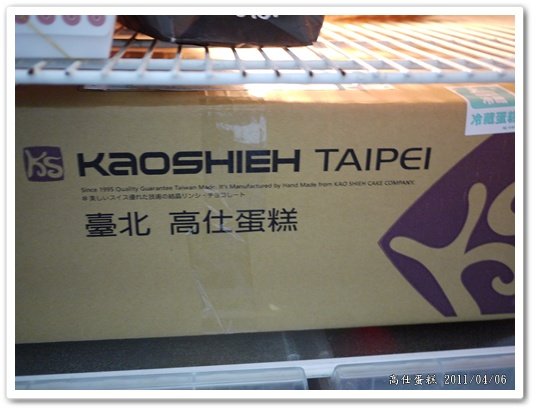 冷藏蛋糕
KS KAOSHIEH TAIPEI
Since 1995 Quality Guarantee Taiwan Made. It's Manufactured by Hand Made from KAO SHIEH CAKE COMPANY.
臺北 高仕蛋糕
KS
高仕蛋糕 2011/04/06